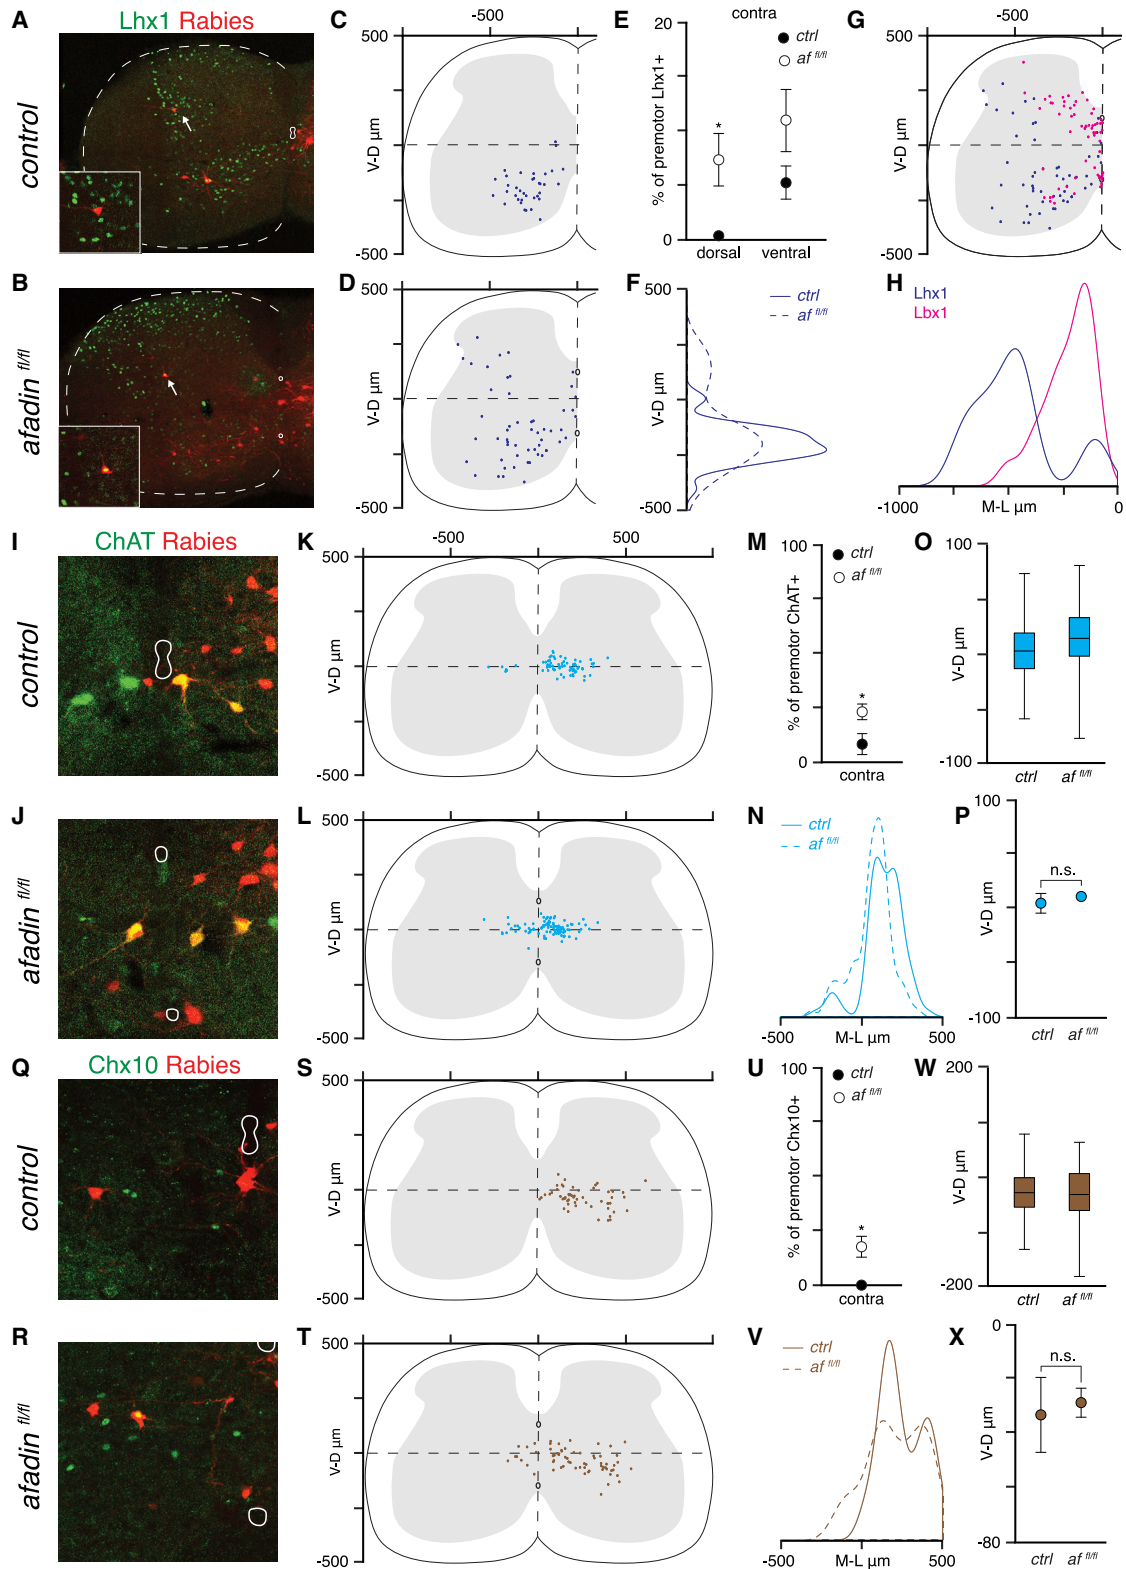 A
Lhx1 Rabies
control
B
afadin fl/fl
C
-500
500
V-D µm
-500
D
500
V-D µm
-500
E
20
contra
ctrl
af fl/fl
% of premotor Lhx1+
*
0
dorsal
ventral
F
500
ctrl
af fl/fl
V-D µm
-500
G
-500
500
V-D µm
-500
H
Lhx1
Lbx1
-1000
M-L µm
0
I
ChAT Rabies
control
J
afadin fl/fl
K
-500
500
500
V-D µm
-500
L
500
V-D µm
-500
M
100
ctrl
af fl/fl
% of premotor ChAT+
*
0
contra
N
ctrl
af fl/fl
-500
M-L µm
500
O
100
V-D µm
-100
ctrl
af fl/fl
P
100
n.s.
V-D µm
-100
ctrl
af fl/fl
Q
Chx10 Rabies
control
R
afadin fl/fl
S
500
V-D µm
-500
T
500
V-D µm
-500
U
100
ctrl
af fl/fl
% of premotor Chx10+
*
0
contra
V
ctrl
af fl/fl
-500
M-L µm
500
W
200
V-D µm
-200
ctrl
af fl/fl
X
0
n.s.
V-D µm
-80
ctrl
af fl/fl